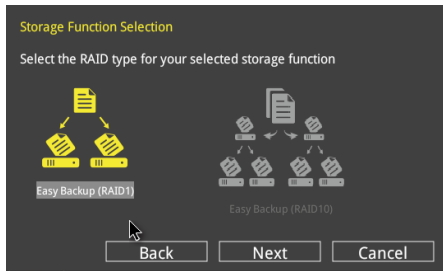 Storage Function Selection
Select the RAID type for your selected storage function
Easy Backup (RAID1)
Easy Backup (RAID10)
Back
Next
Cancel